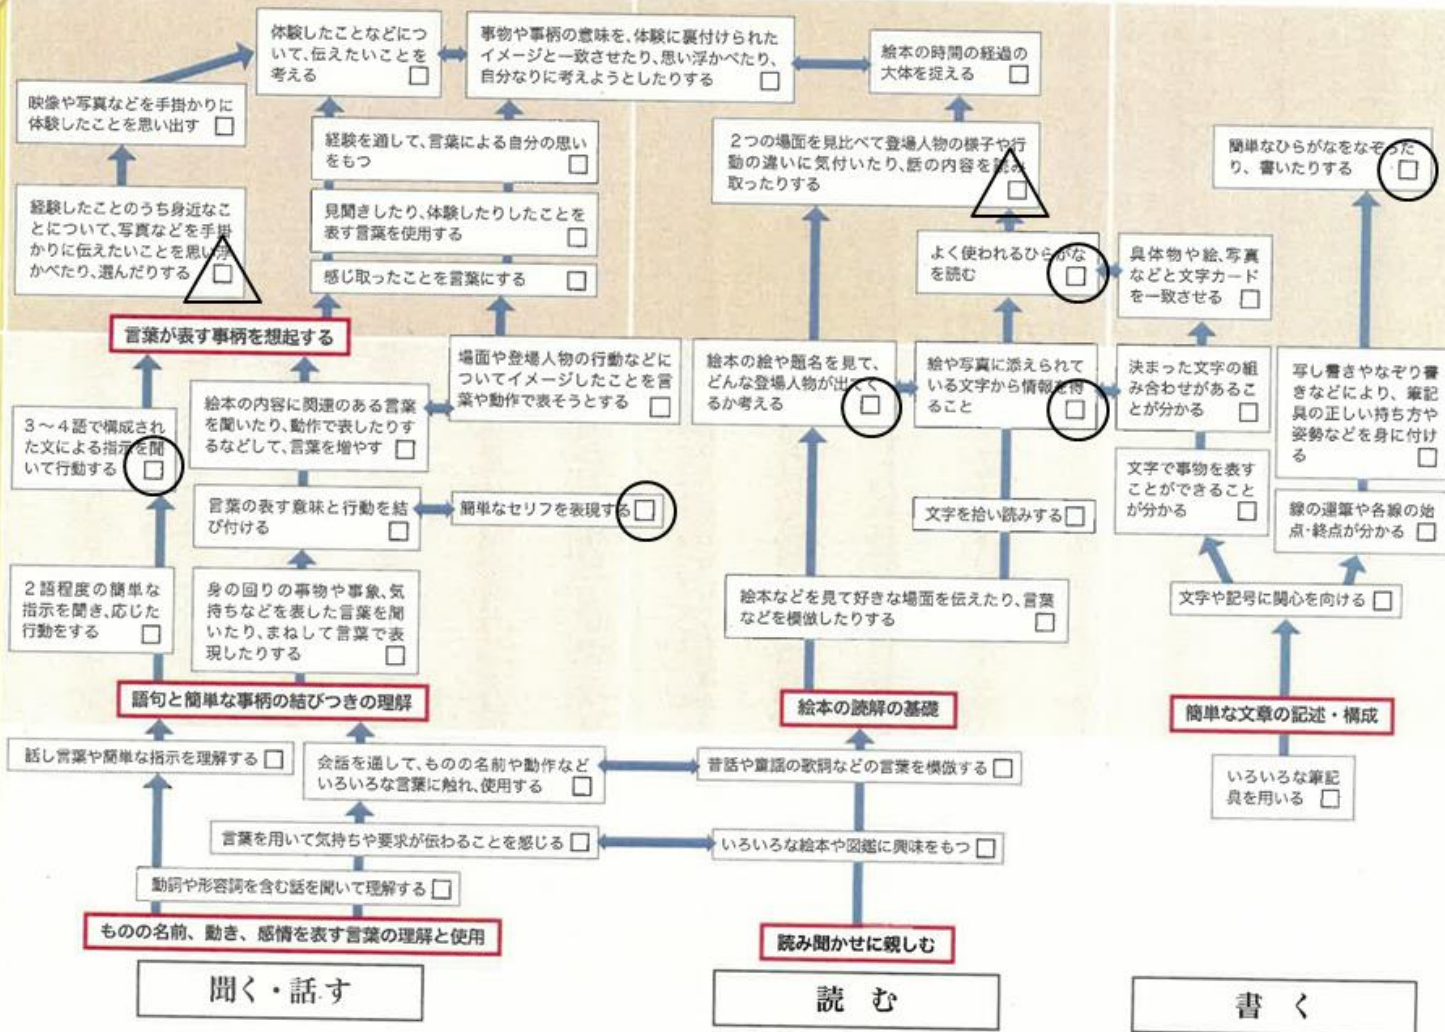 体験したことなどにつ
いて、伝えたいことを
考える
事物や事柄の意味を、体験に裏付けられた
イメージと一致させたり、思い浮かべたり、
自分なりに考えようとしたりする
絵本の時間の経過の
大体を捉える
映像や写真などを手掛かりに
体験したことを思い出す
経験を通して、言葉による自分の思い
をもつ
2つの場面を見比べて登場人物の様子や行
動の違いに気付いたり、話の内容を読み
取ったりする
簡単なひらがなをなぞった
り、書いたりする
経験したことのうち身近なこ
とについて、写真などを手掛
かりに伝えたいことを思い浮
かべたり、選んだりする
見聞きしたり、体験したりしたことを
表す言葉を使用する
感じ取ったことを言葉にする
よく使われるひらがな
を読む
具体物や絵、写真
などと文字カード
を一致させる
言葉が表す事柄を想起する
場面や登場人物の行動などに
ついてイメージしたことを言
葉や動作で表そうとする
絵本の絵や題名を見て、
どんな登場人物が出てく
るか考える
絵や写真に添えられて
いる文字から情報を得
ること
決まった文字の組
み合わせがあるこ
とが分かる
写し書きやなぞり書
きなどにより、筆記
具の正しい持ち方や
姿勢などを身に付け
る
3〜4語で構成され
た文による指示を聞
いて行動する
絵本の内容に関連のある言葉
を聞いたり、動作で表したりす
るなどして、言葉を増やす
文字で事物を表す
ことができること
が分かる
言葉の表す意味と行動を結
び付ける
簡単なセリフを表現する
文字を拾い読みする
線の運筆や各線の始
点・終点が分かる
2語程度の簡単な
指示を聞き、応じた
行動をする
身の回りの事物や事象、気
持ちなどを表した言葉を聞
いたり、まねして言葉で表
現したりする
絵本などを見て好きな場面を伝えたり、言葉
などを模倣したりする
文字や記号に関心を向ける
語句と簡単な事柄の結びつきの理解
絵本の読解の基礎
簡単な文章の記述・構成
話し言葉や簡単な指示を理解する
会話を通して、ものの名前や動作など
いろいろな言葉に触れ、使用する
昔話や童謡の歌詞などの言葉を模倣する
いろいろな筆記
具を用いる
言葉を用いて気持ちや要求が伝わることを感じる
いろいろな絵本や図鑑に興味をもつ
動詞や形容詞を含む話を聞いて理解する
ものの名前、動き、感情を表す言葉の理解と使用
読み聞かせに親しむ
聞く・話す
読 む
書 く